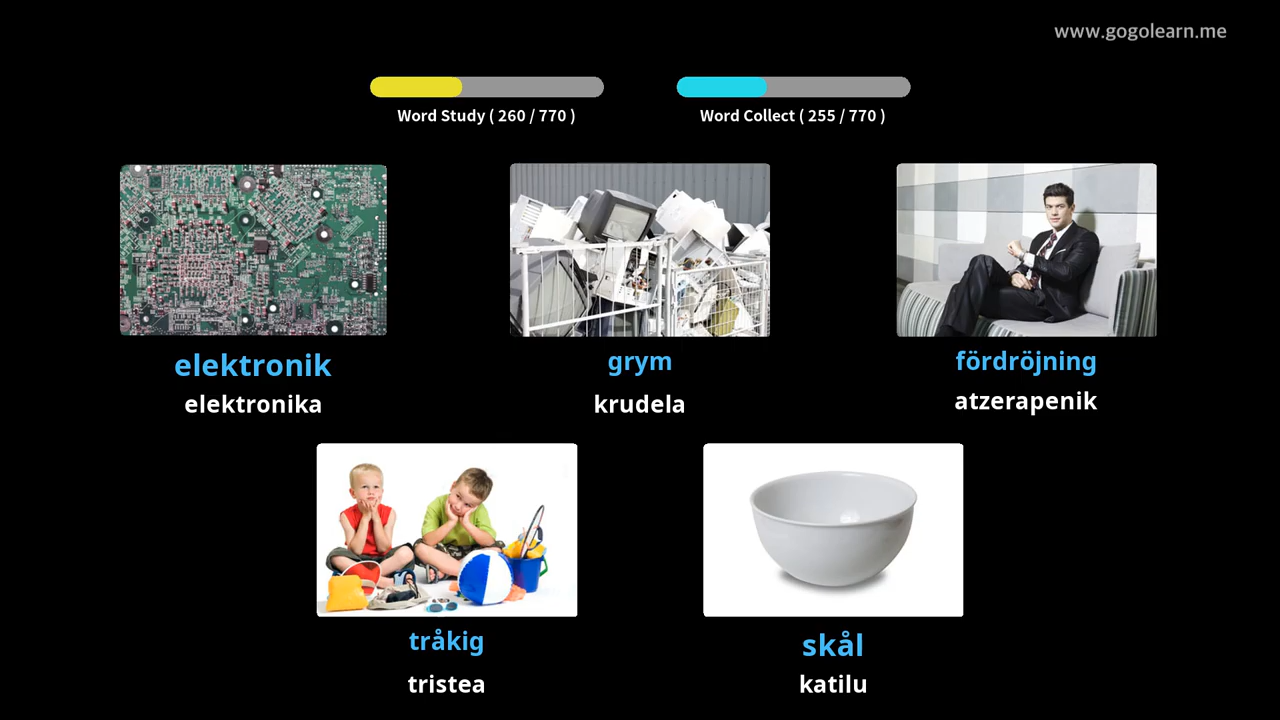 www.gogolearn.me
Word Study ( 260 / 770 )
Word Collect ( 255 / 770 )
elektronik
elektronika
grym
krudela
fördröjning
atzerapenik
tråkig
tristea
skål
katilu